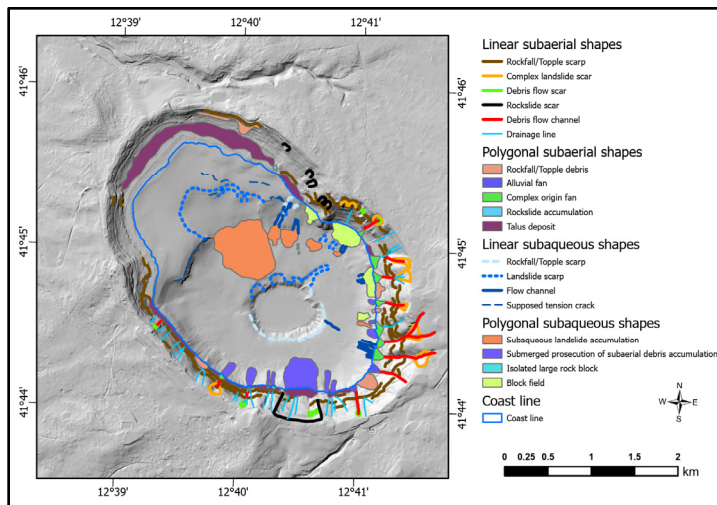 12°39' 12°40' 12°41'
41°46' 41°46'
41°45' 41°45'
41°44' 41°44'
12°39' 12°40' 12°41'
Linear subaerial shapes
Rockfall/Topple scar
Complex landslide scar
Debris flow scar
Rockslide scar
Debris flow channel
Drainage line
Polygonal subaerial shapes
Rockfall/Topple debris
Alluvial fan
Complex origin fan
Rockslide accumulation
Talus deposit
Linear subaqueous shapes
Rockfall/Topple scarp
Landslide scarp
Flow channel
Supposed tension crack
Polygonal subaqueous shapes
Subaqueous landslide accumulation
Submerged prosecution of subaerial debris accumulation
Isolated large rock block
Block field
Coast line
Coast line
N
W E
S
0 0.25 0.5 1 1.5 2
km